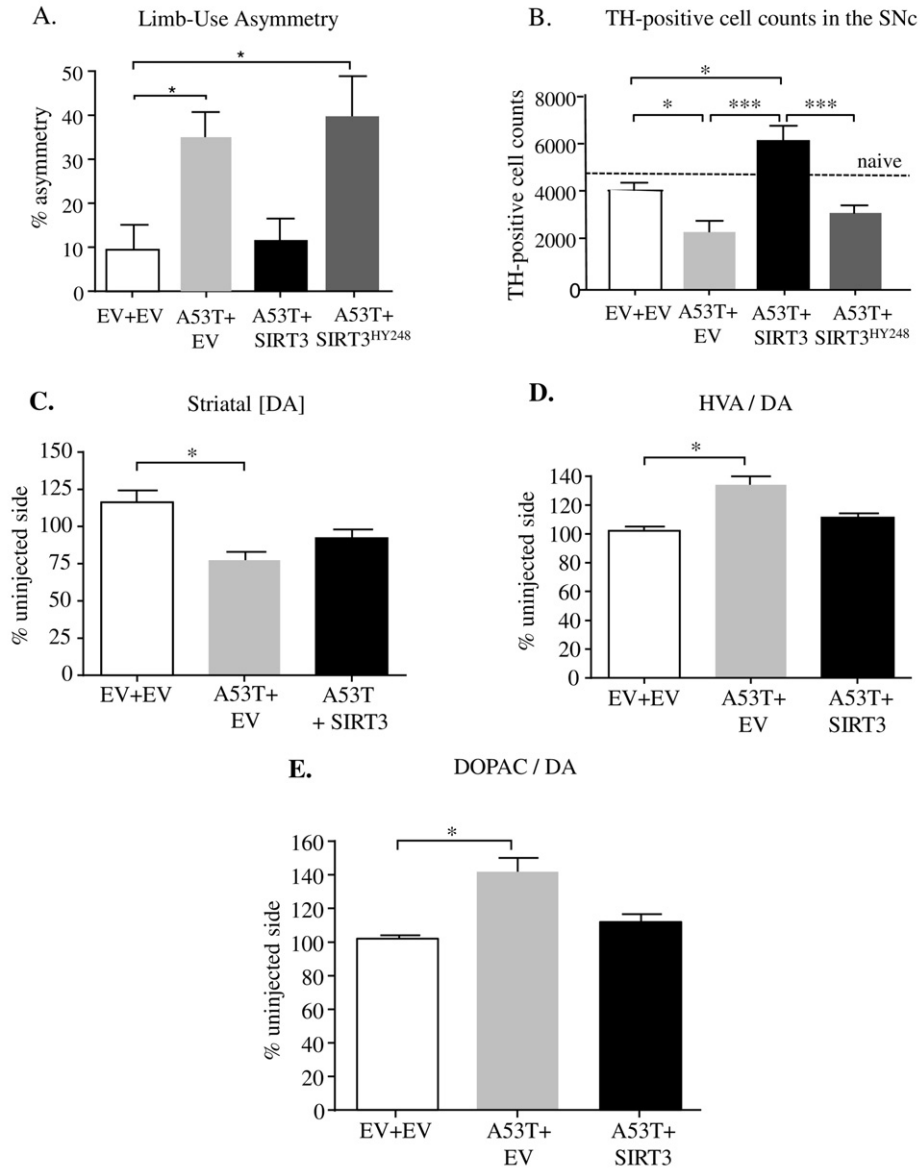 A.
Limb-Use Asymmetry
% asymmetry
50
40
30
20
10
0
*
*
EV+EV
A53T+
EV
A53T+
SIRT3
A53T+
SIRT3HY248
B.
TH-positive cell counts in the SNc
TH-positive cell counts
8000
6000
4000
2000
0
*
*
***
***
naive
EV+EV
A53T+
EV
A53T+
SIRT3
A53T+
SIRT3HY248
C.
Striatal [DA]
% uninjected side
150
125
100
75
50
25
0
*
EV+EV
A53T+
EV
A53T
+ SIRT3
D.
HVA / DA
% uninjected side
140
120
100
80
60
40
20
0
*
EV+EV
A53T+
EV
A53T+
SIRT3
E.
DOPAC / DA
% uninjected side
160
140
120
100
80
60
40
20
0
*
EV+EV
A53T+
EV
A53T+
SIRT3